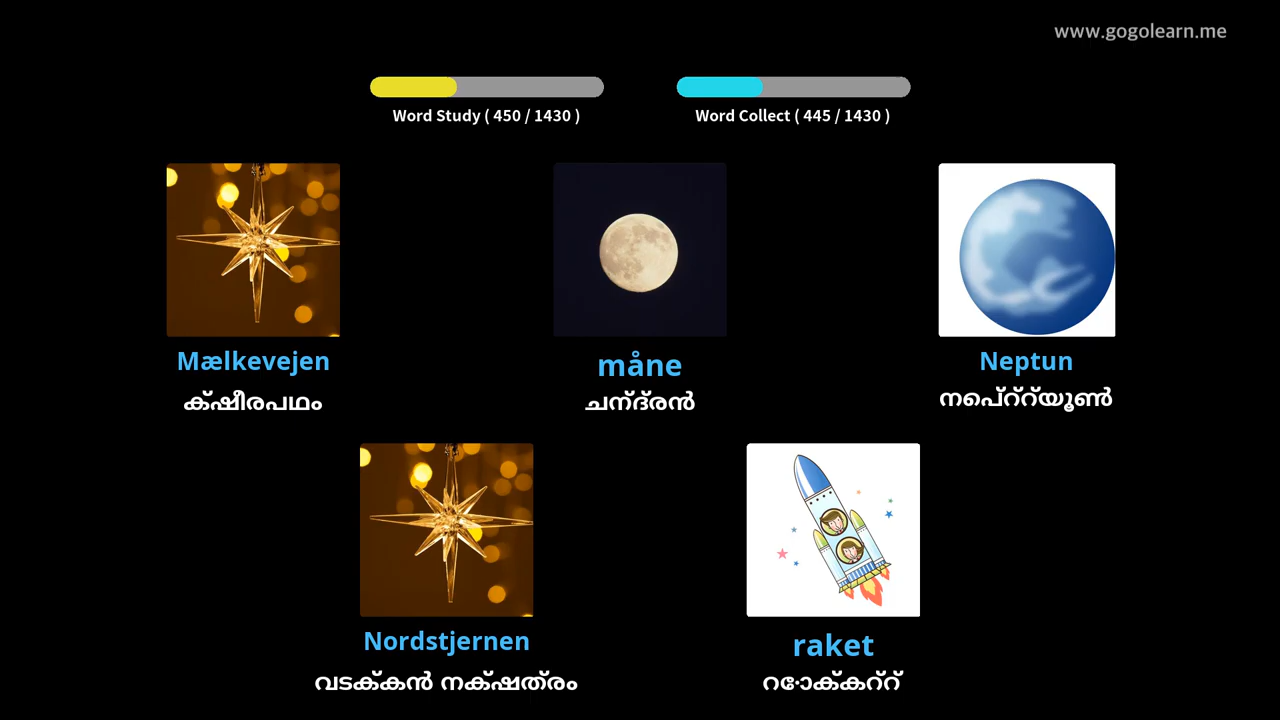 www.gogolearn.me
Word Study ( 450 / 1430 )
Word Collect ( 445 / 1430 )
Mælkevejen
ക്ഷീരപഥം
måne
ചന്ദ്രൻ
Neptun
നപ്റെറ്യൂൺ
Nordstjernen
വടക്കൻ നക്ഷത്രം
raket
റോക്കറ്റ്